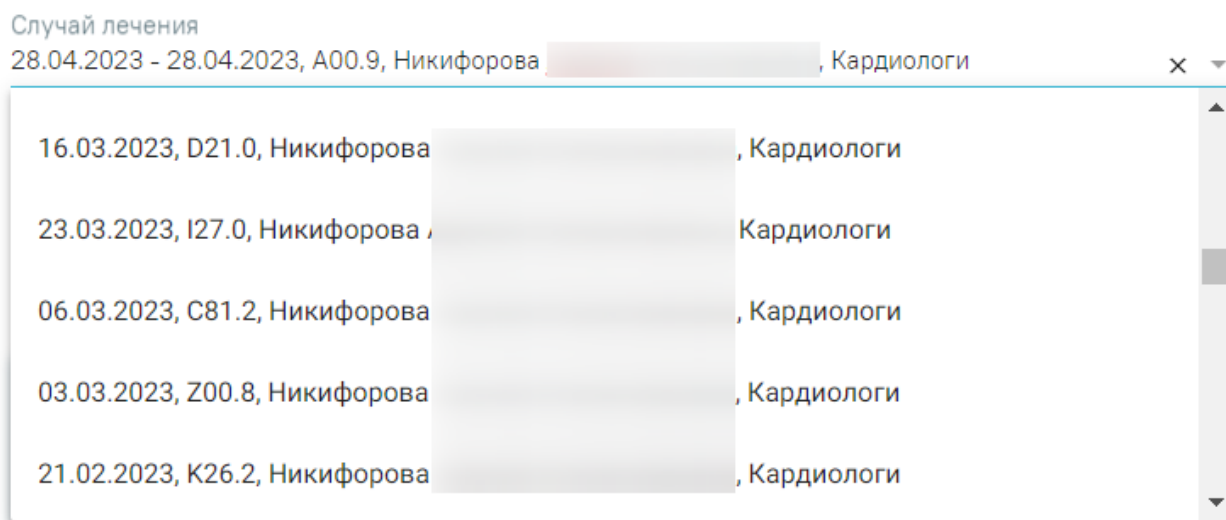 Случай лечения
28.04.2023 - 28.04.2023, A00.9, Никифорова , Кардиологи
16.03.2023, D21.0, Никифорова , Кардиологи
23.03.2023, I27.0, Никифорова Кардиологи
06.03.2023, C81.2, Никифорова , Кардиологи
03.03.2023, Z00.8, Никифорова , Кардиологи
21.02.2023, K26.2, Никифорова , Кардиологи